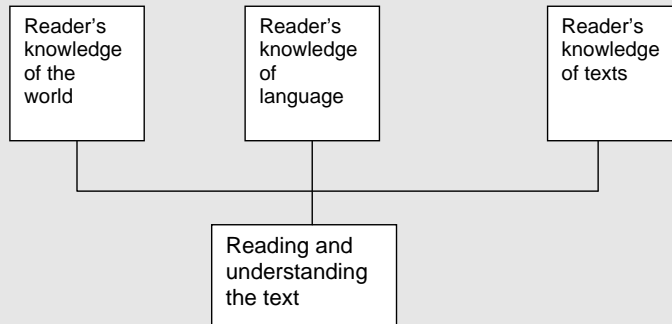 Reader’s
knowledge
of the
world
Reader’s
knowledge
of
language
Reader’s
knowledge
of texts
Reading and
understanding
the text